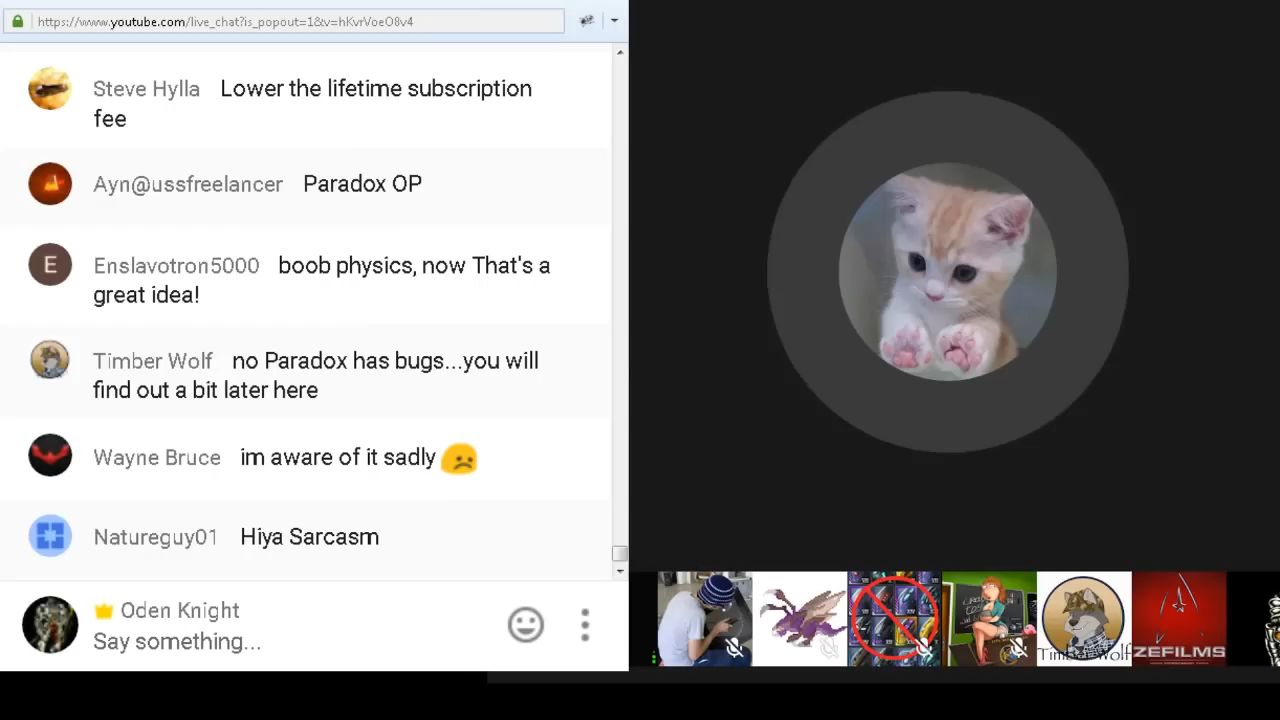 https://www.youtube.com/live_chat?is_popout=1&v=hKvrVoeO8v4
Steve Hylla Lower the lifetime subscription
fee
Ayn@ussfreelancer Paradox OP
E
Enslavotron5000 boob physics, now That's a
great idea!
Timber Wolf no Paradox has bugs...you will
find out a bit later here
Wayne Bruce im aware of it sadly
Natureguy01 Hiya Sarcasm
Oden Knight
Say something...
Timber Wolf
ZEFILMS